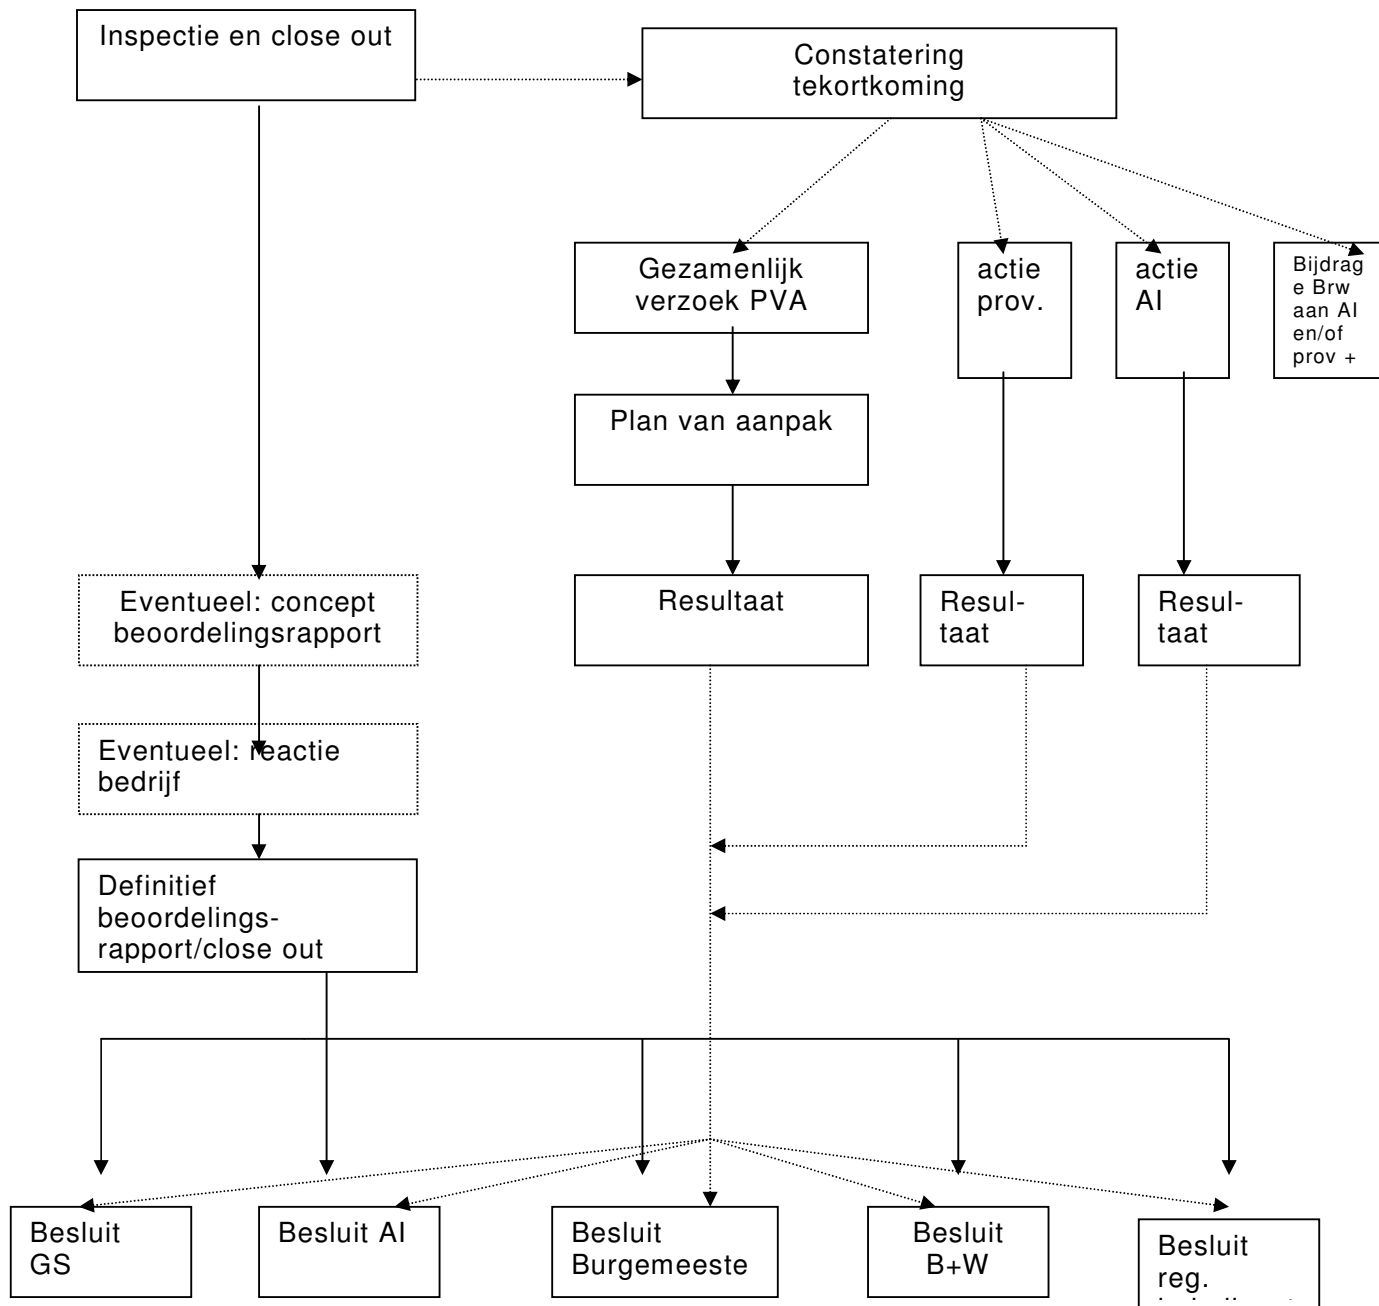 Inspectie en close out
Constatering
tekortkoming
Gezamenlijk
verzoek PVA
actie
prov.
actie
AI
Bijdrag
e Brw
aan AI
en/of
prov +
Plan van aanpak
Eventueel: concept
beoordelingsrapport
Resultaat
Resul-
taat
Resul-
taat
Eventueel: reactie
bedrijf
Definitief
beoordelings-
rapport/close out
Besluit
GS
Besluit AI
Besluit
Burgemeeste
Besluit
B+W
Besluit
reg.